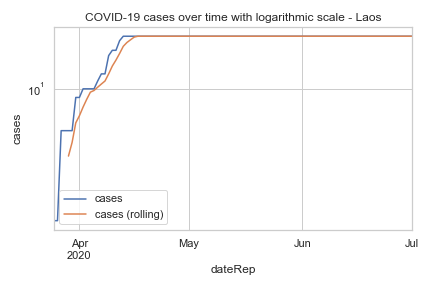 COVID-19 cases over time with logarithmic scale - Laos
10¹
cases
cases
cases (rolling)
Apr
2020
May
Jun
Jul
dateRep